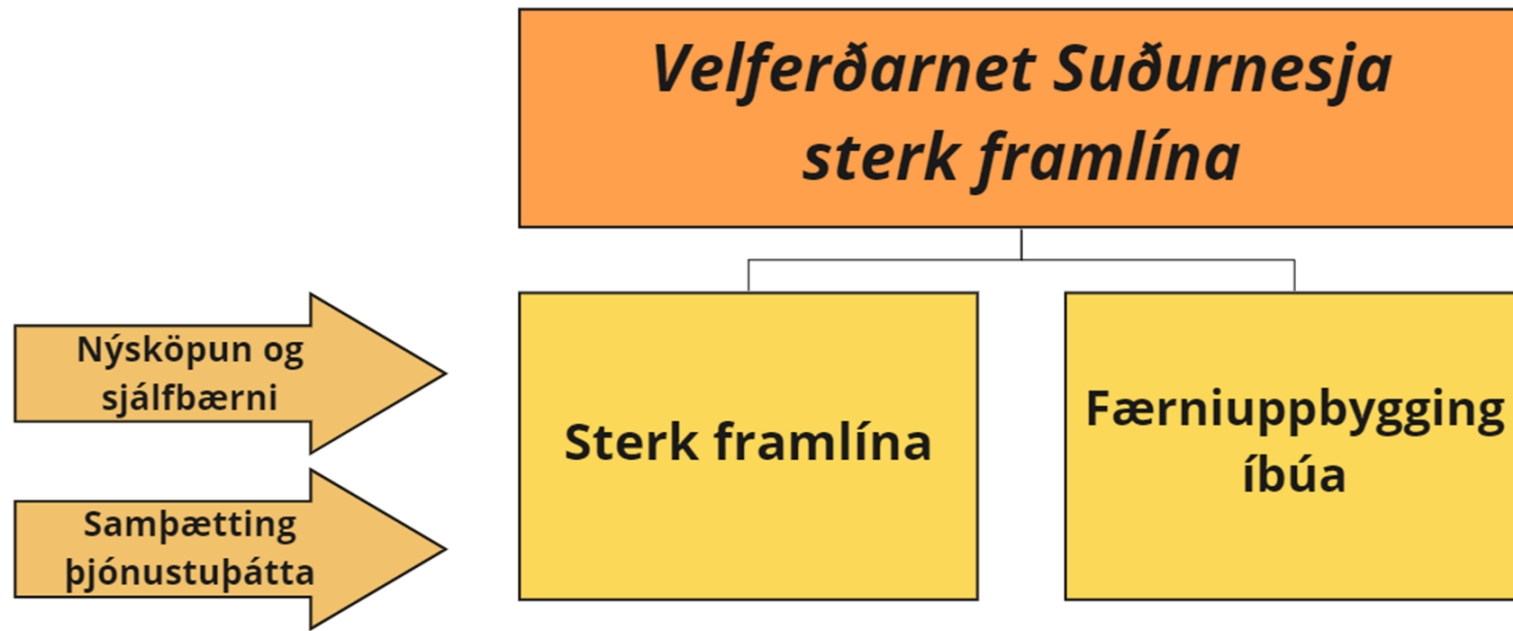 Velferðarnet Suðurnesja
sterk framlína
Nýsköpun og
sjálfbærni
Samþætting
þjónustuþátta
Sterk framlína
Færniuppbygging
íbúa